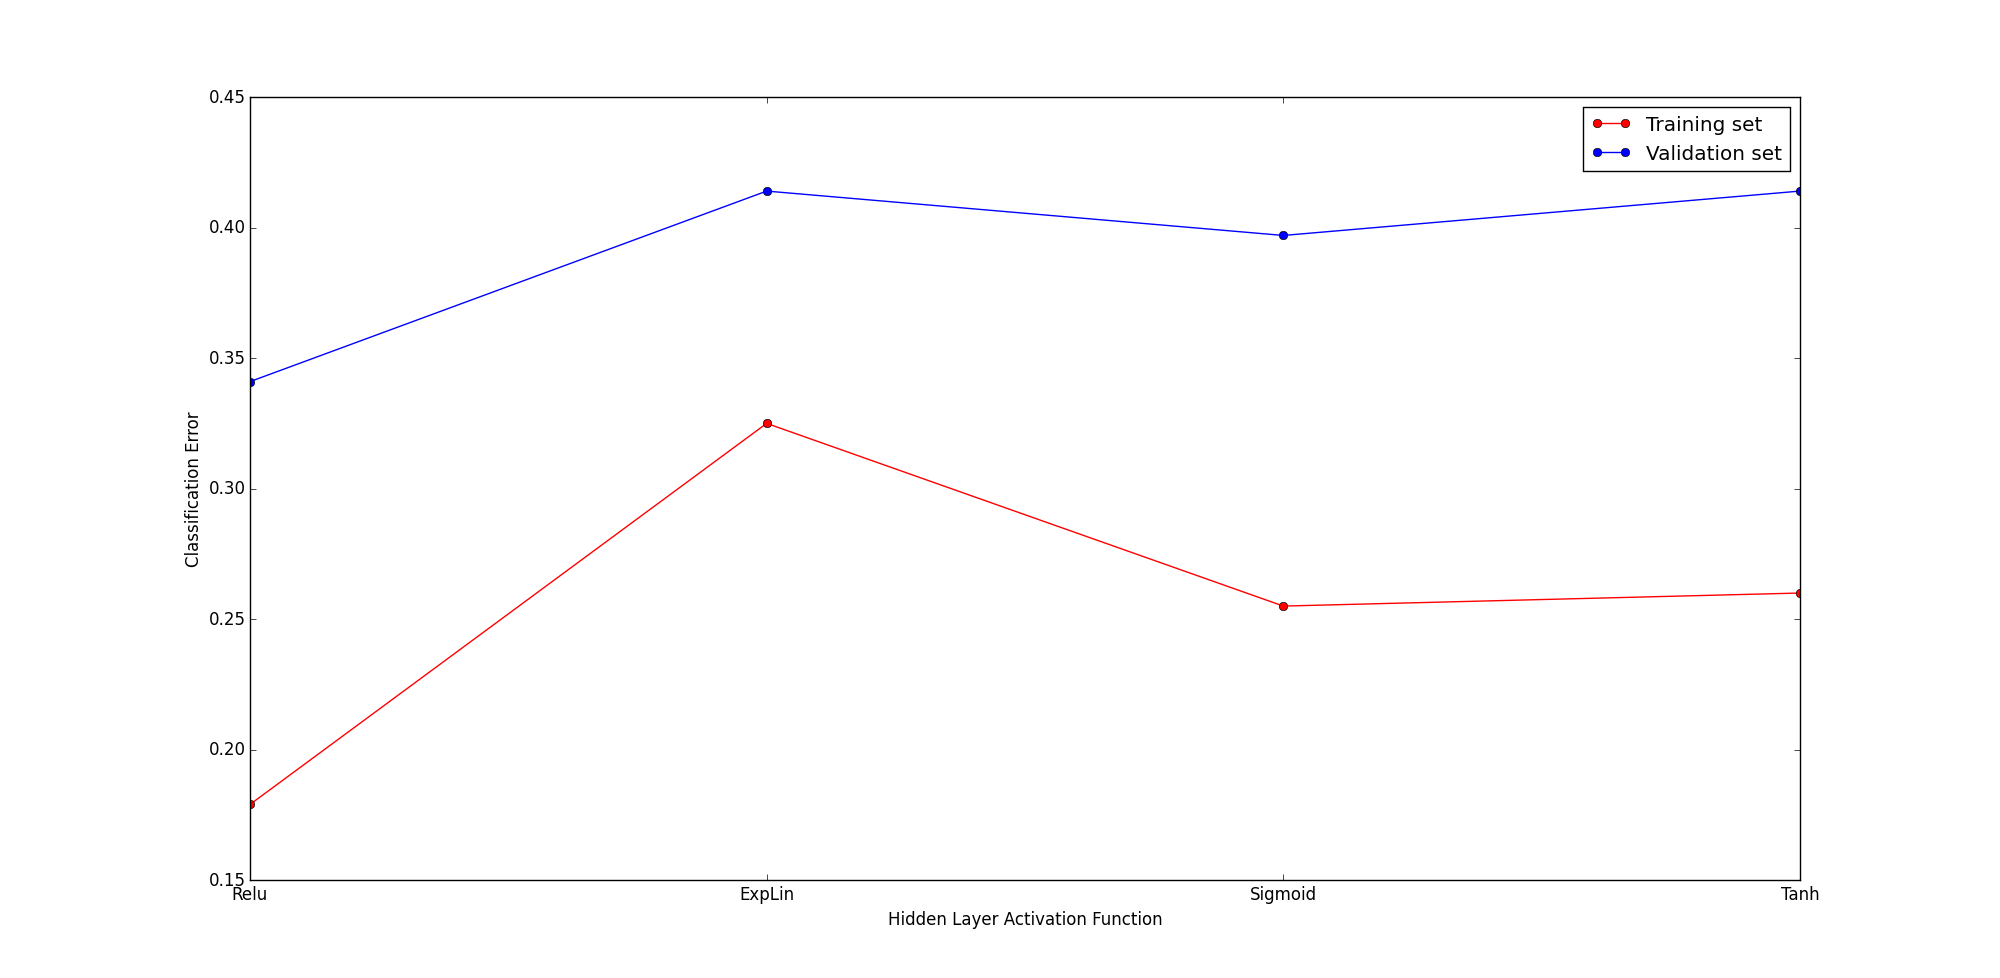 0.45
0.40
0.35
0.30
0.25
0.20
0.15
Classification Error
Training set
Validation set
Relu ExpLin Sigmoid Tanh
Hidden Layer Activation Function